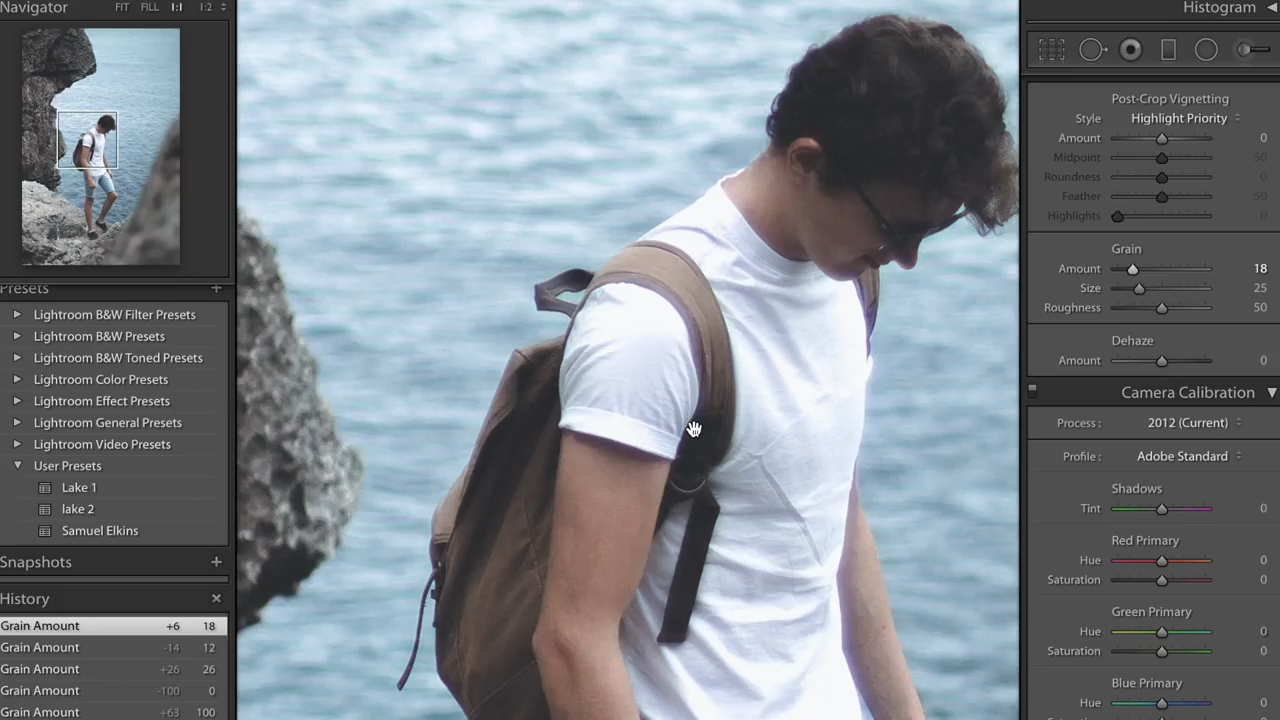 Navigator FIT FILL 1:1 1:2
Presets
Lightroom B&W Filter Presets
Lightroom B&W Presets
Lightroom B&W Toned Presets
Lightroom Color Presets
Lightroom Effect Presets
Lightroom General Presets
Lightroom Video Presets
User Presets
Lake 1
lake 2
Samuel Elkins
Snapshots
History
Grain Amount +6 18
Grain Amount -14 12
Grain Amount +26 26
Grain Amount -100 0
Grain Amount +63 100
Histogram
Post-Crop Vignetting
Style Highlight Priority
Amount 0
Midpoint 50
Roundness 0
Feather 50
Highlights 0
Grain
Amount 18
Size 25
Roughness 50
Dehaze
Amount 0
Camera Calibration
Process : 2012 (Current)
Profile : Adobe Standard
Shadows
Tint 0
Red Primary
Hue 0
Saturation 0
Green Primary
Hue 0
Saturation 0
Blue Primary
Hue 0